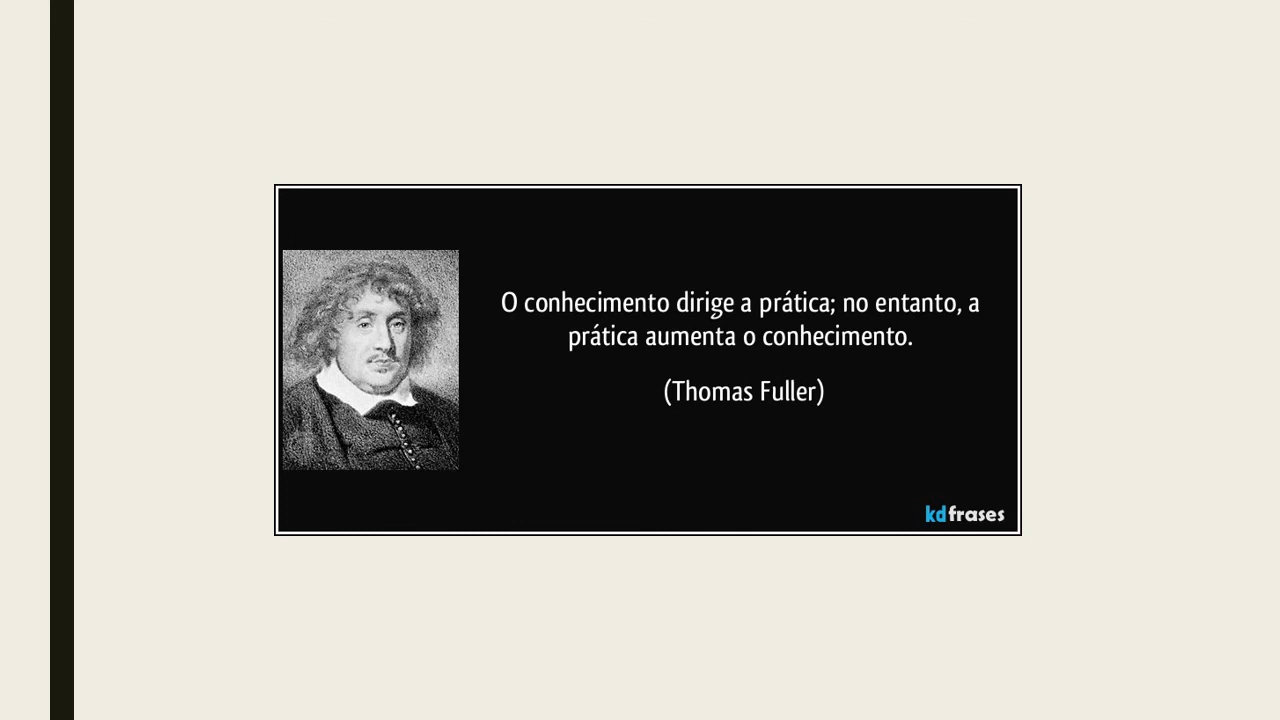 O conhecimento dirige a prática; no entanto, a
prática aumenta o conhecimento.
(Thomas Fuller)
kdfrases